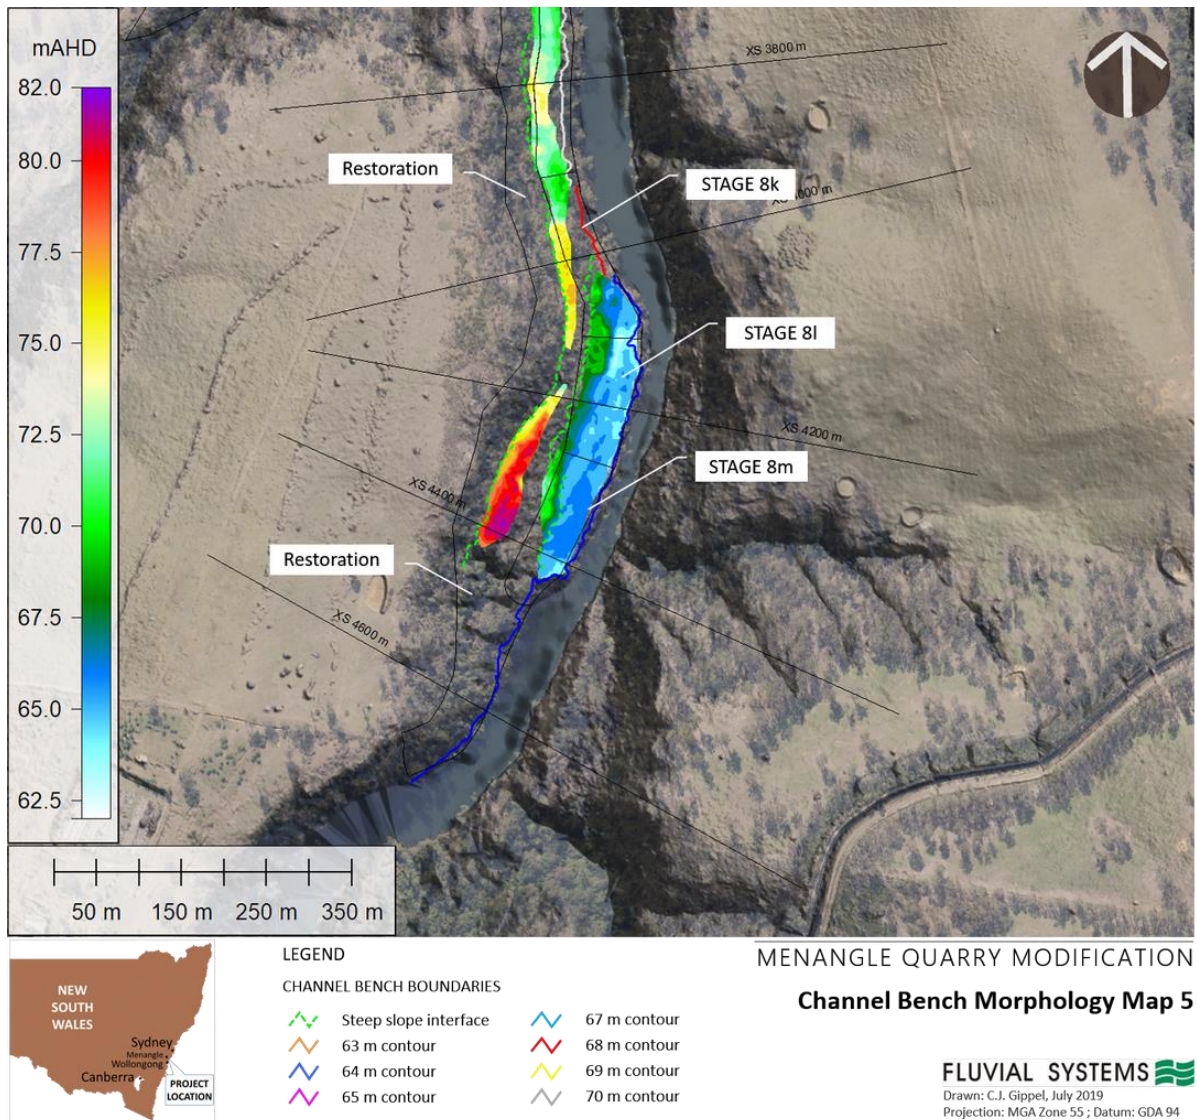 mAHD
82.0
80.0
77.5
75.0
72.5
70.0
67.5
65.0
62.5
XS 3800 m
Restoration
STAGE 8k
000 m
STAGE 8l
XS 4200 m
STAGE 8m
XS 4400 m
Restoration
XS 4600 m
50 m 150 m 250 m 350 m
NEW
SOUTH
WALES
Sydney
Menangle
Wollongong
Canberra
PROJECT
LOCATION
LEGEND
CHANNEL BENCH BOUNDARIES
Steep slope interface
63 m contour
64 m contour
65 m contour
67 m contour
68 m contour
69 m contour
70 m contour
MENANGLE QUARRY MODIFICATION
Channel Bench Morphology Map 5
FLUVIAL SYSTEMS
Drawn: C.J. Gippel, July 2019
Projection: MGA Zone 55 ; Datum: GDA 94